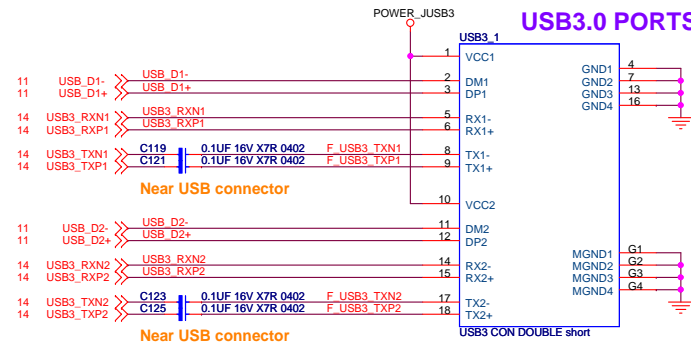 POWER_JUSB3
USB3.0 PORTS
USB3_1
1 VCC1
GND1 4
GND2 7
GND3 13
GND4 16
11 USB_D1- USB_D1- 2 DM1
11 USB_D1+ USB_D1+ 3 DP1
14 USB3_RXN1 USB3_RXN1 5 RX1-
14 USB3_RXP1 USB3_RXP1 6 RX1+
14 USB3_TXN1 C119 0.1UF 16V X7R 0402 F_USB3_TXN1 8 TX1-
14 USB3_TXP1 C121 0.1UF 16V X7R 0402 F_USB3_TXP1 9 TX1+
Near USB connector
10 VCC2
11 USB_D2- USB_D2- 11 DM2
11 USB_D2+ USB_D2+ 12 DP2
MGND1 G1
MGND2 G2
MGND3 G3
MGND4 G4
14 USB3_RXN2 USB3_RXN2 14 RX2-
14 USB3_RXP2 USB3_RXP2 15 RX2+
14 USB3_TXN2 C123 0.1UF 16V X7R 0402 F_USB3_TXN2 17 TX2-
14 USB3_TXP2 C125 0.1UF 16V X7R 0402 F_USB3_TXP2 18 TX2+
Near USB connector
USB3 CON DOUBLE short